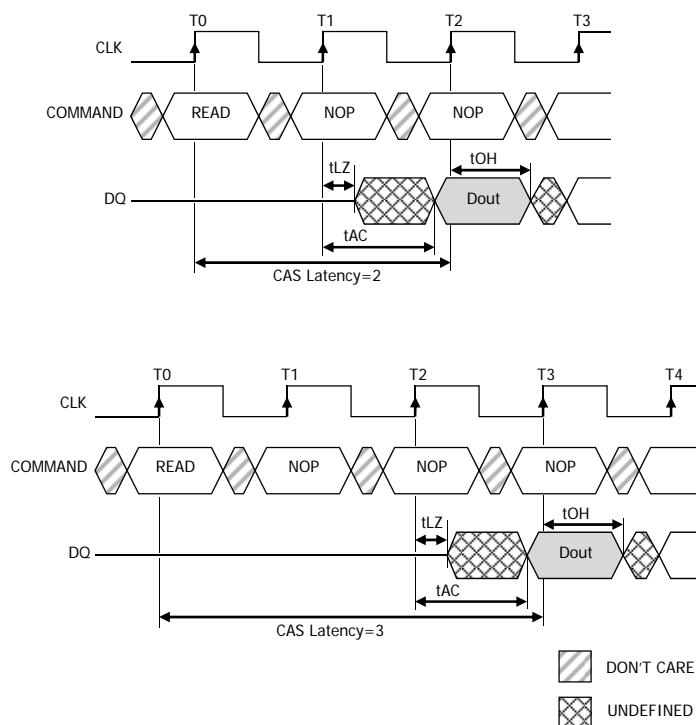 T0 T1 T2 T3
CLK
COMMAND READ NOP NOP
tLZ tOH
DQ Dout
tAC
CAS Latency=2
T0 T1 T2 T3 T4
CLK
COMMAND READ NOP NOP NOP
tLZ tOH
DQ Dout
tAC
CAS Latency=3
DON'T CARE
UNDEFINED